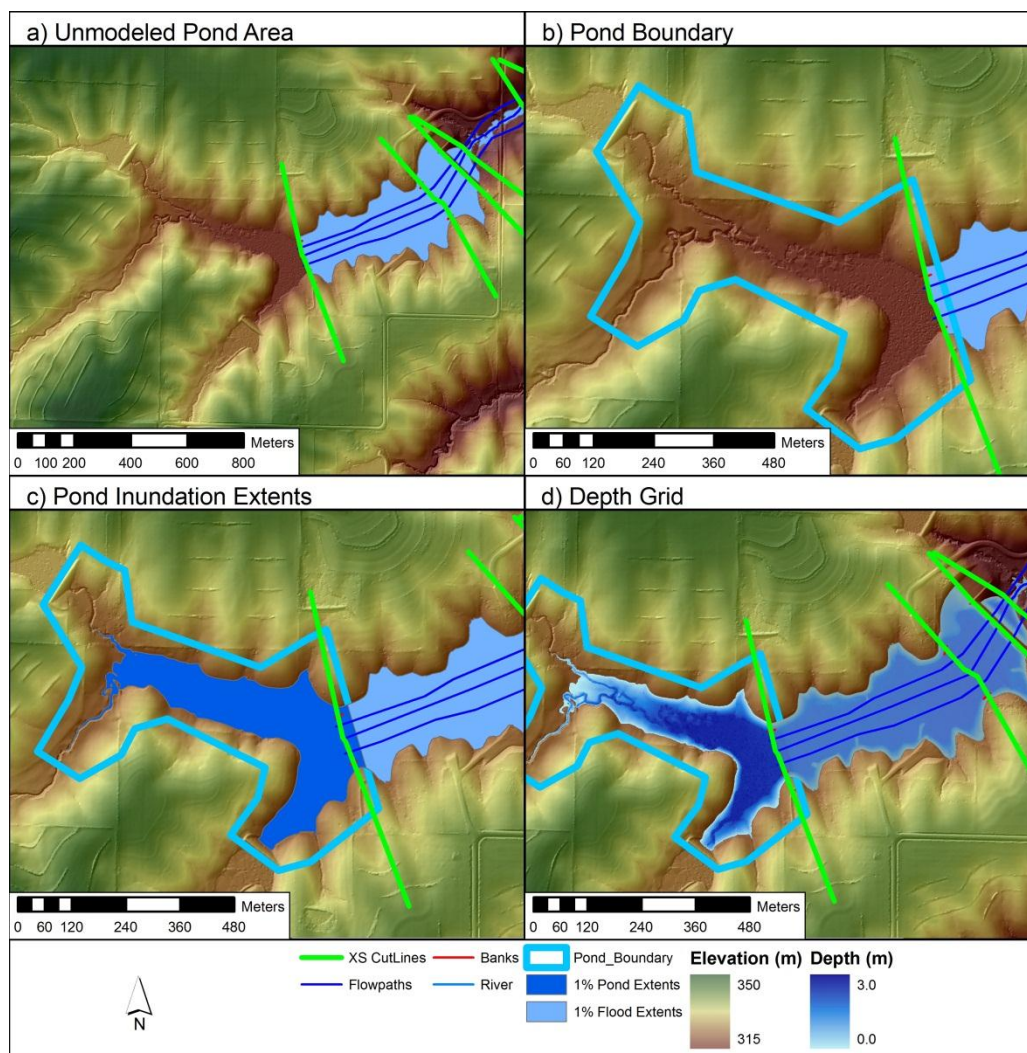 a) Unmodeled Pond Area
b) Pond Boundary
Meters
0 100 200 400 600 800
Meters
0 60 120 240 360 480
c) Pond Inundation Extents
d) Depth Grid
Meters
0 60 120 240 360 480
Meters
0 60 120 240 360 480
XS CutLines
Banks
Pond_Boundary
Elevation (m)
Depth (m)
Flowpaths
River
1% Pond Extents
350
3.0
1% Flood Extents
315
0.0
N